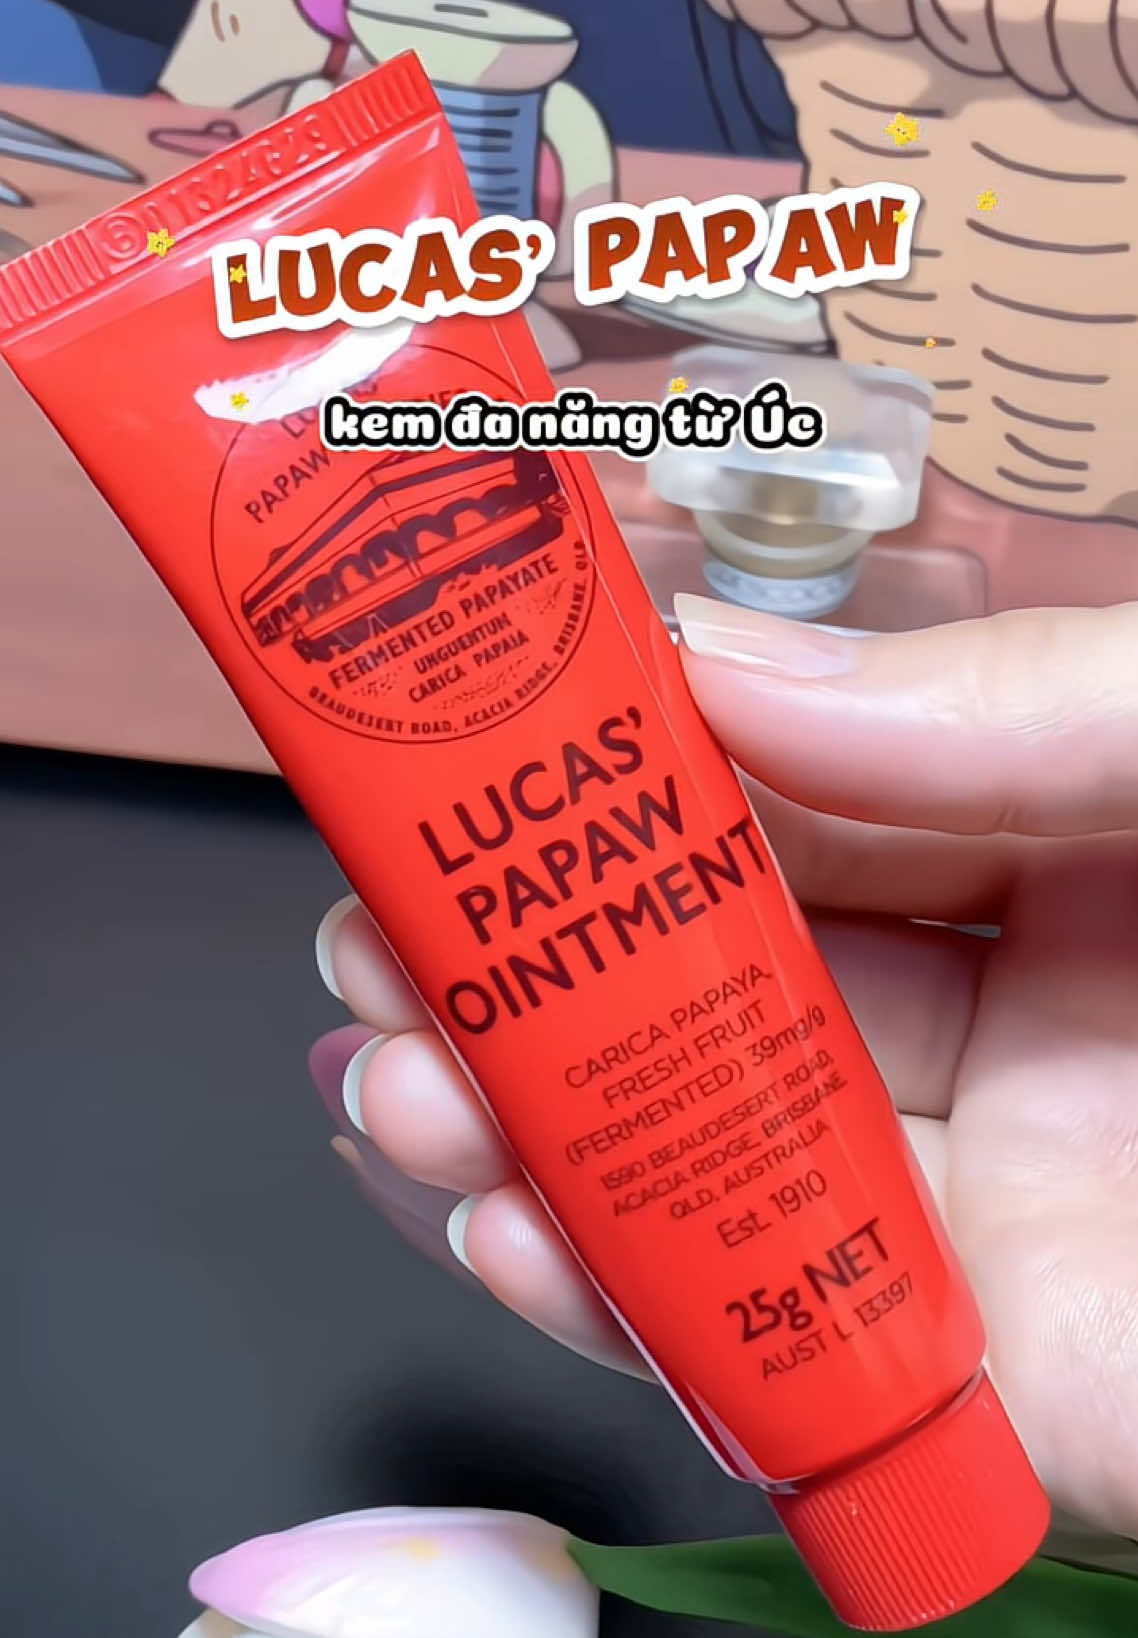 LUCAS' PAPAW
kem đa năng từ Úc
PAPAW
FERMENTED PAPAYATE
UNGUENTUM
CARICA PAPAIA
BEAUDESERT ROAD, ACACIA RIDGE, BRISBANE. QLD
LUCAS'
PAPAW
OINTMENT
CARICA PAPAYA,
FRESH FRUIT
(FERMENTED) 39mg/g
1590 BEAUDESERT ROAD,
ACACIA RIDGE, BRISBANE
QLD, AUSTRALIA
Est. 1910
25g NET
AUST L 13397